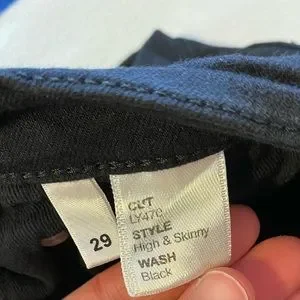 29
CUT
LY470
STYLE
High & Skinny
WASH
Black